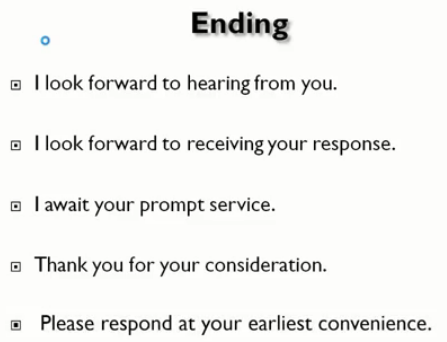 Ending
I look forward to hearing from you.
I look forward to receiving your response.
I await your prompt service.
Thank you for your consideration.
Please respond at your earliest convenience.